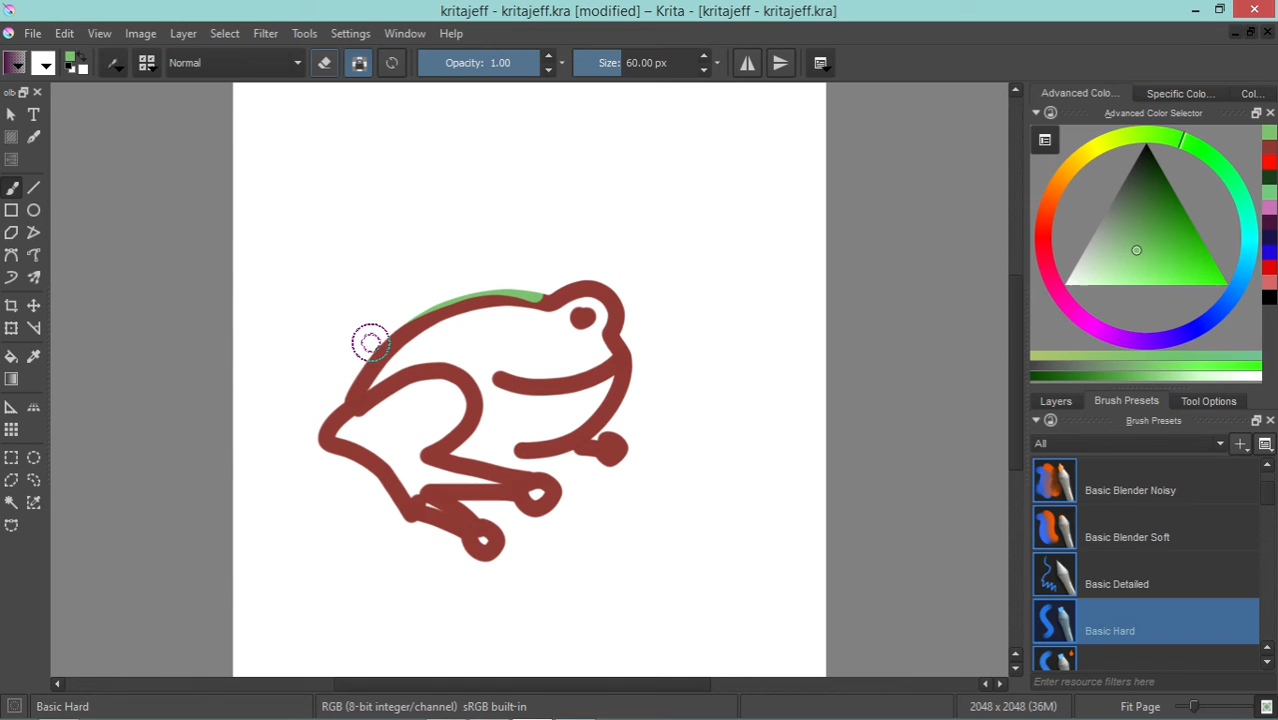 kritajeff - kritajeff.kra [modified] – Krita - [kritajeff - kritajeff.kra]
File Edit View Image Layer Select Filter Tools Settings Window Help
Normal Opacity: 1.00 Size: 60.00 px
olb
Advanced Colo... Specific Colo... Col...
Advanced Color Selector
Layers Brush Presets Tool Options
Brush Presets
All
Basic Blender Noisy
Basic Blender Soft
Basic Detailed
Basic Hard
Enter resource filters here
Basic Hard RGB (8-bit integer/channel) sRGB built-in 2048 x 2048 (36M) Fit Page